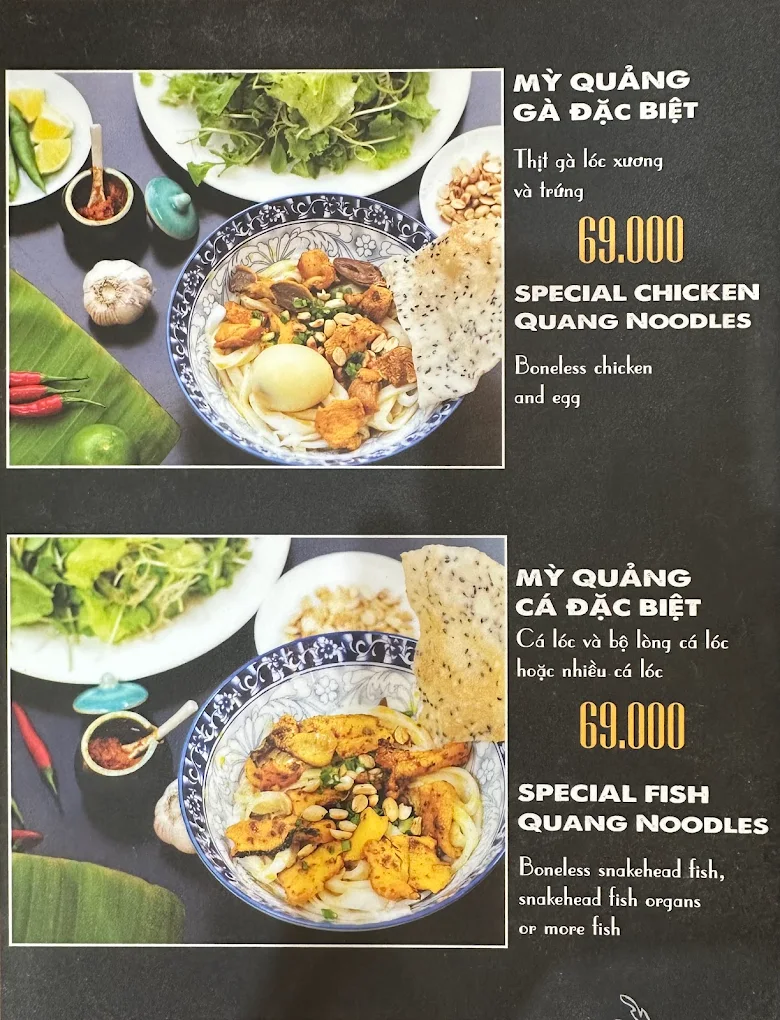 MỲ QUẢNG
GÀ ĐẶC BIỆT
Thịt gà lóc xương
và trứng
69.000
SPECIAL CHICKEN
QUANG NOODLES
Boneless chicken
and egg
MỲ QUẢNG
CÁ ĐẶC BIỆT
Cá lóc và bộ lòng cá lóc
hoặc nhiều cá lóc
69.000
SPECIAL FISH
QUANG NOODLES
Boneless snakehead fish,
snakehead fish organs
or more fish